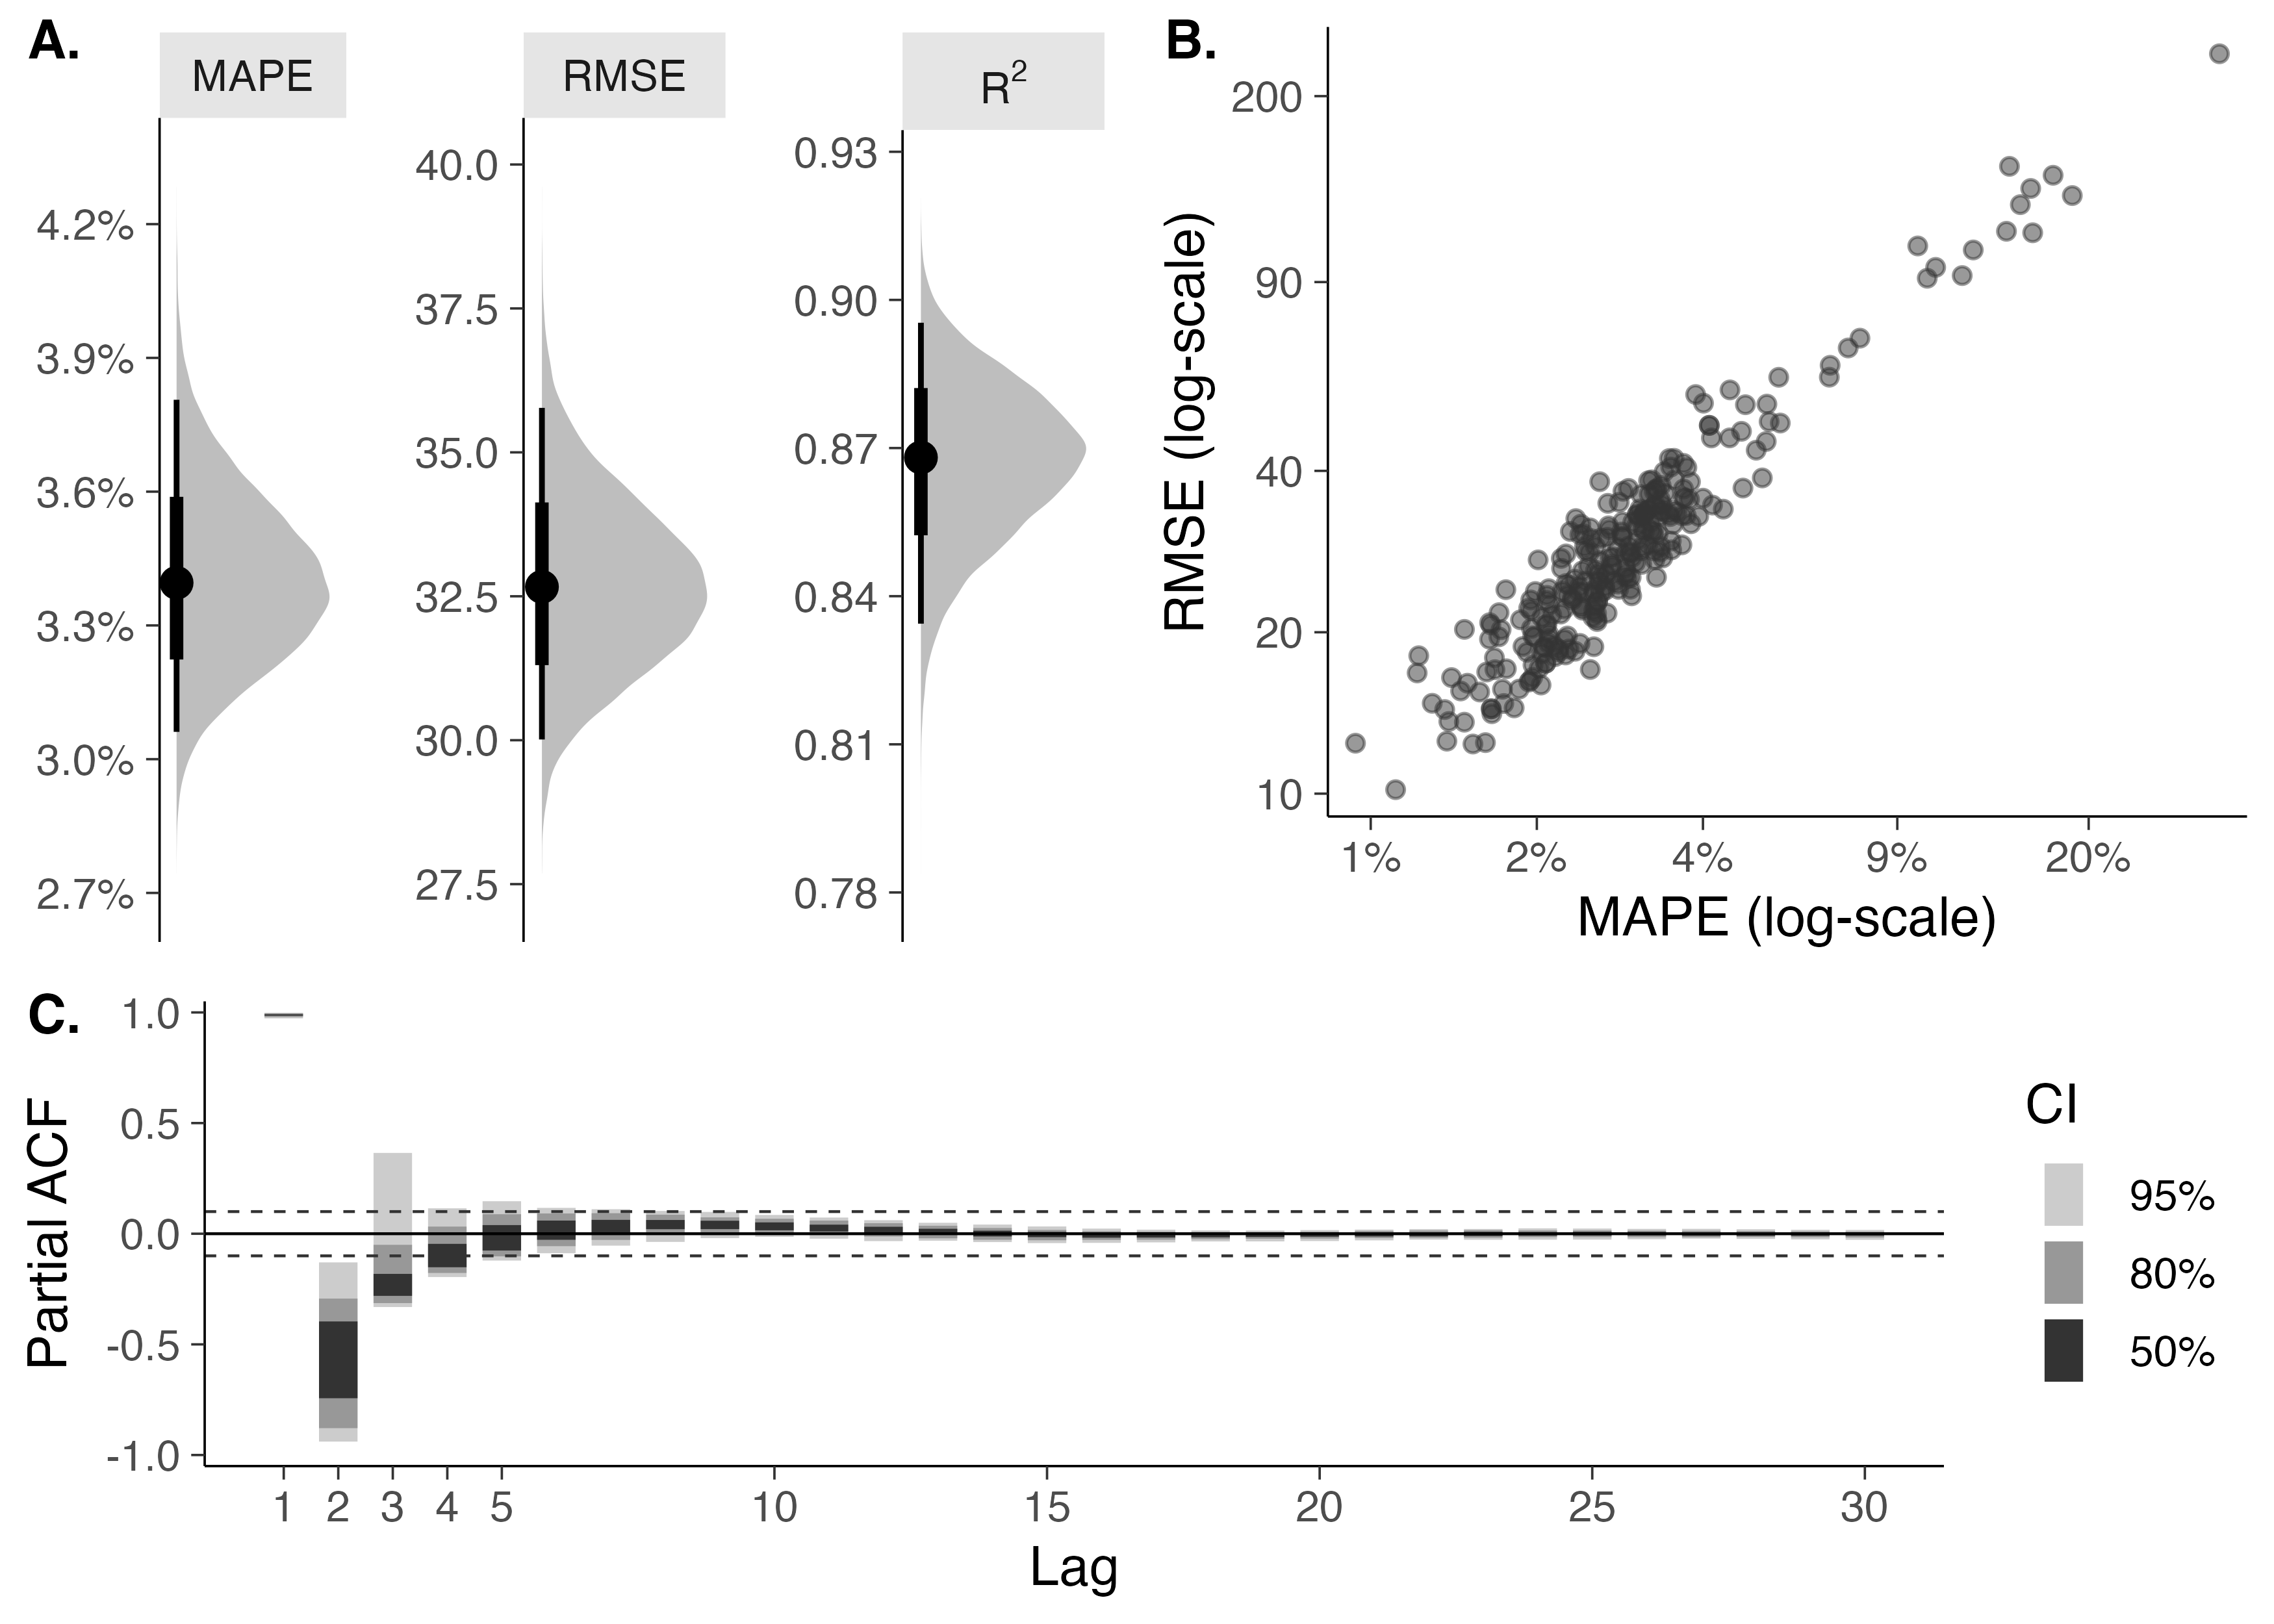 A.
MAPE
4.2%
3.9%
3.6%
3.3%
3.0%
2.7%
RMSE
40.0
37.5
35.0
32.5
30.0
27.5
R²
0.93
0.90
0.87
0.84
0.81
0.78
B.
RMSE (log-scale)
200
90
40
20
10
1% 2% 4% 9% 20%
MAPE (log-scale)
C.
Partial ACF
1.0
0.5
0.0
-0.5
-1.0
1 2 3 4 5 10 15 20 25 30
Lag
CI
95%
80%
50%